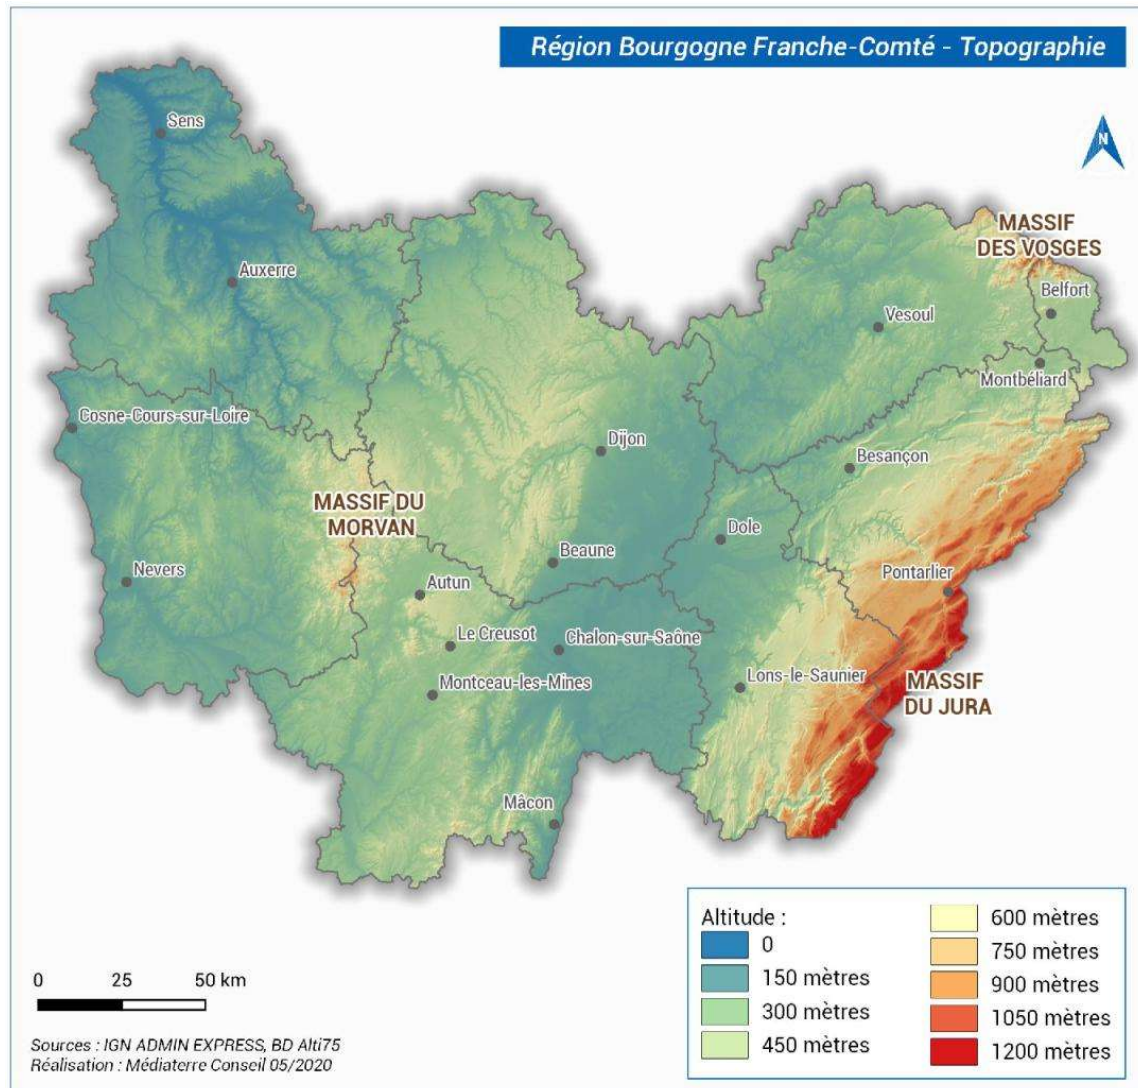 Région Bourgogne Franche-Comté - Topographie
N
Sens
MASSIF
DES VOSGES
Auxerre
Belfort
Vesoul
Montbéliard
Cosne-Cours-sur-Loire
Dijon
Besançon
MASSIF DU
MORVAN
Dole
Beaune
Nevers
Autun
Pontarlier
Le Creusot
Chalon-sur-Saône
Lons-le-Saunier
MASSIF
DU JURA
Montceau-les-Mines
Mâcon
Altitude :
0
150 mètres
300 mètres
450 mètres
600 mètres
750 mètres
900 mètres
1050 mètres
1200 mètres
0 25 50 km
Sources : IGN ADMIN EXPRESS, BD Alti75
Réalisation : Médiaterre Conseil 05/2020